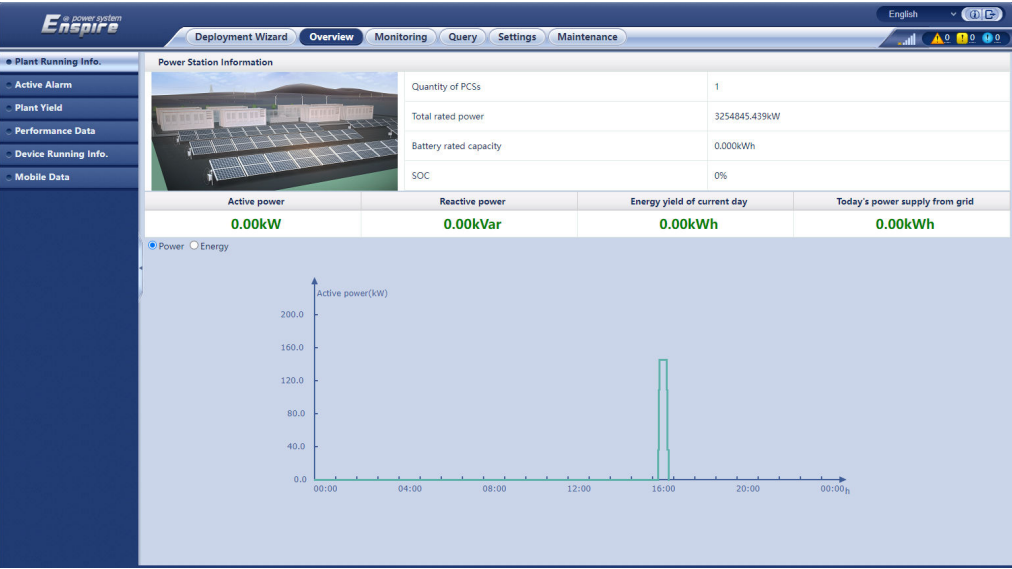 Enspire @ power system
English
Deployment Wizard Overview Monitoring Query Settings Maintenance
0 0 0
Plant Running Info.
Active Alarm
Plant Yield
Performance Data
Device Running Info.
Mobile Data
Power Station Information
Quantity of PCSs 1
Total rated power 3254845.439kW
Battery rated capacity 0.000kWh
SOC 0%
Active power Reactive power Energy yield of current day Today's power supply from grid
0.00kW 0.00kVar 0.00kWh 0.00kWh
Power Energy
Active power(kW)
200.0
160.0
120.0
80.0
40.0
0.0
00:00 04:00 08:00 12:00 16:00 20:00 00:00 h